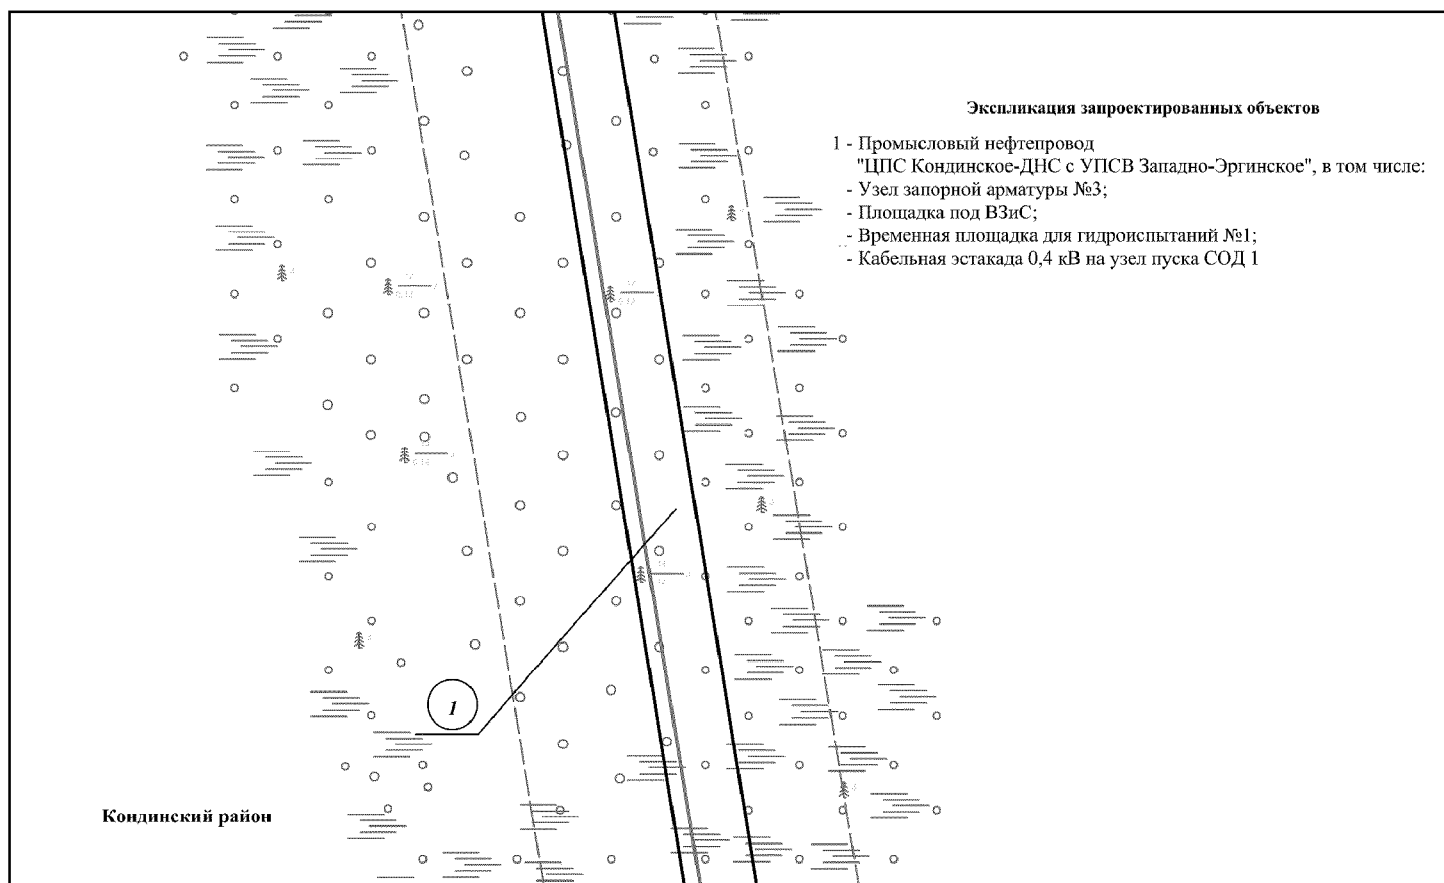 Экспликация запроектированных объектов
1 - Промысловый нефтепровод
"ЦПС Кондинское-ДНС с УПСВ Западно-Эргинское", в том числе:
- Узел запорной арматуры №3;
- Площадка под ВЗиС;
- Временная площадка для гидроиспытаний №1;
- Кабельная эстакада 0,4 кВ на узел пуска СОД 1
1
Кондинский район